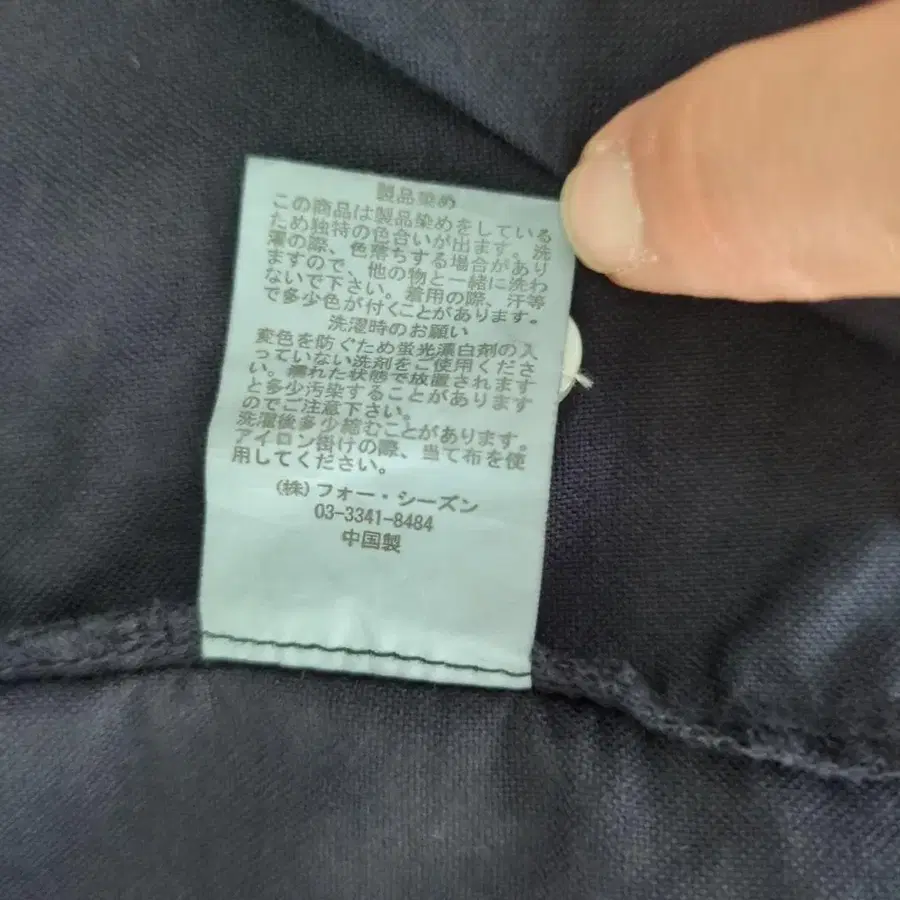 製品染め
この商品は製品染めをしている
ため独特の色合いが出ます。洗
濯の際、色落ちする場合があり
ますので、他の物と一緒に洗わ
ないで下さい。着用の際、汗等
で多少色が付くことがあります。
洗濯時のお願い
変色を防ぐため蛍光漂白剤の入
っていない洗剤をご使用くださ
い。濡れた状態で放置されます
と多少汚染することがあります
のでご注意下さい。
洗濯後多少縮むことがあります。
アイロン掛けの際、当て布を使
用してください。
(株)フォー・シーズン
03-3341-8484
中国製